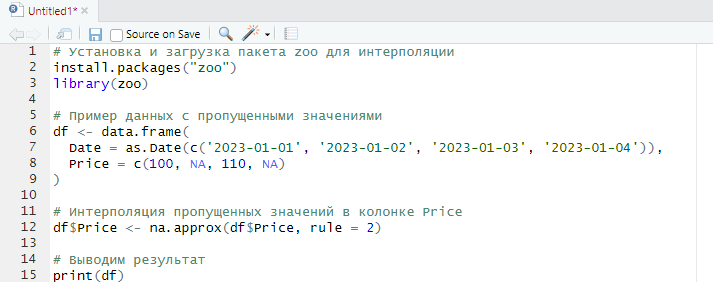 Untitled1*
Source on Save
1 # Установка и загрузка пакета zoo для интерполяции
2 install.packages("zoo")
3 library(zoo)
4
5 # Пример данных с пропущенными значениями
6 df <- data.frame(
7   Date = as.Date(c('2023-01-01', '2023-01-02', '2023-01-03', '2023-01-04')),
8   Price = c(100, NA, 110, NA)
9 )
10
11 # Интерполяция пропущенных значений в колонке Price
12 df$Price <- na.approx(df$Price, rule = 2)
13
14 # Выводим результат
15 print(df)